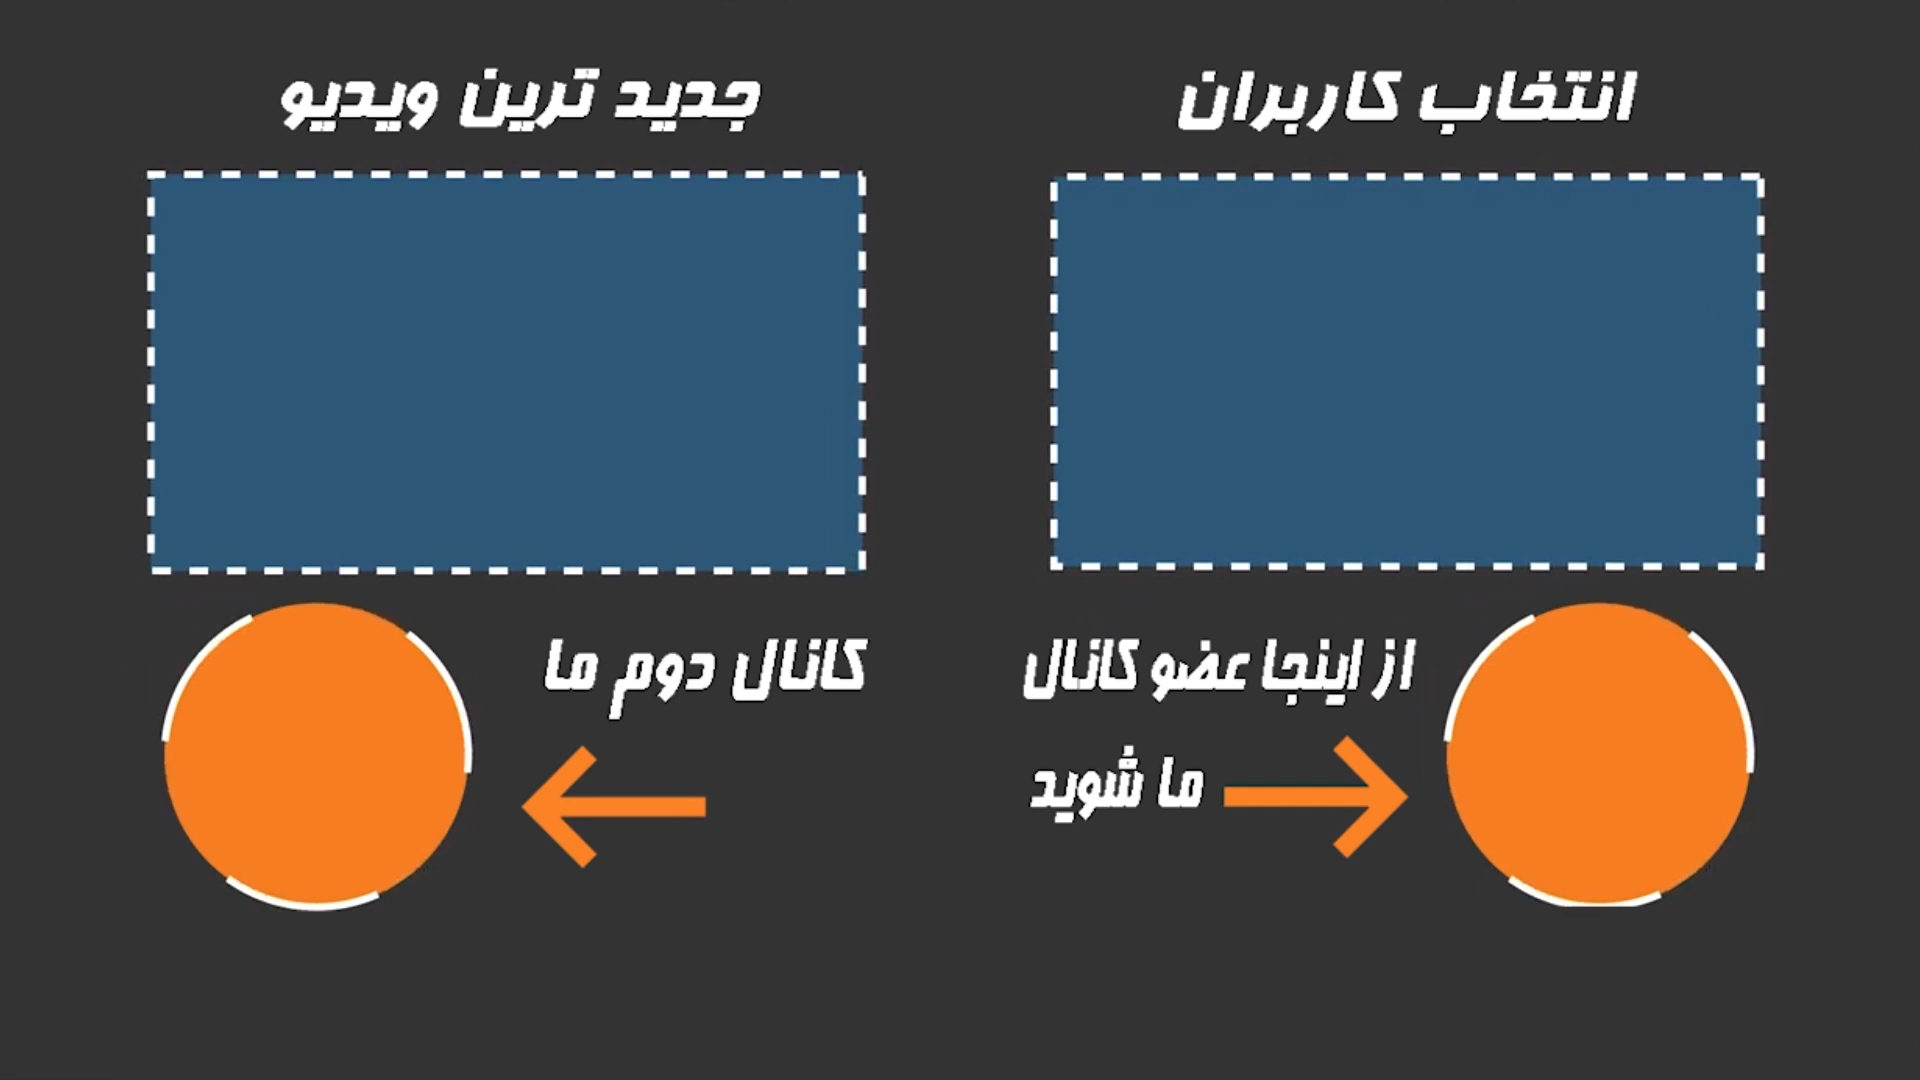 انتخاب کاربران
جدید ترین ویدیو
از اینجا عضو کانال
ما شوید
کانال دوم ما